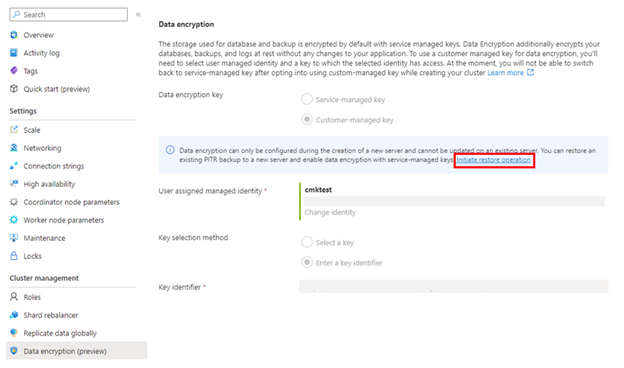 Search
«
Overview
Activity log
Tags
Quick start (preview)
Settings
Scale
Networking
Connection strings
High availability
Coordinator node parameters
Worker node parameters
Maintenance
Locks
Cluster management
Roles
Shard rebalancer
Replicate data globally
Data encryption (preview)
Data encryption
The storage used for database and backup is encrypted by default with service managed keys. Data Encryption additionally encrypts your
databases, backups, and logs at rest without any changes to your application. To use a customer managed key for data encryption, you'll
need to select user managed identity and a key to which the selected identity has access. At the moment, you will not be able to switch
back to service-managed key after opting into using custom-managed key while creating your cluster Learn more
Data encryption key
Service-managed key
Customer-managed key
Data encryption can only be configured during the creation of a new server and cannot be updated on an existing server. You can restore an
existing PITR backup to a new server and enable data encryption with service-managed keys. Initiate restore operation
User assigned managed identity *
cmktest
Change identity
Key selection method
Select a key
Enter a key identifier
Key identifier *